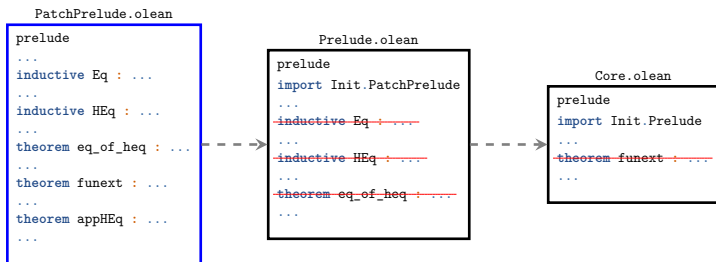 PatchPrelude.olean
prelude
...
inductive Eq : ...
...
inductive HEq : ...
...
theorem eq_of_heq : ...
...
theorem funext : ...
...
theorem appHEq : ...
...
Prelude.olean
prelude
import Init.PatchPrelude
...
inductive Eq : ...
...
inductive HEq : ...
...
theorem eq_of_heq : ...
...
Core.olean
prelude
import Init.Prelude
...
theorem funext : ...
...